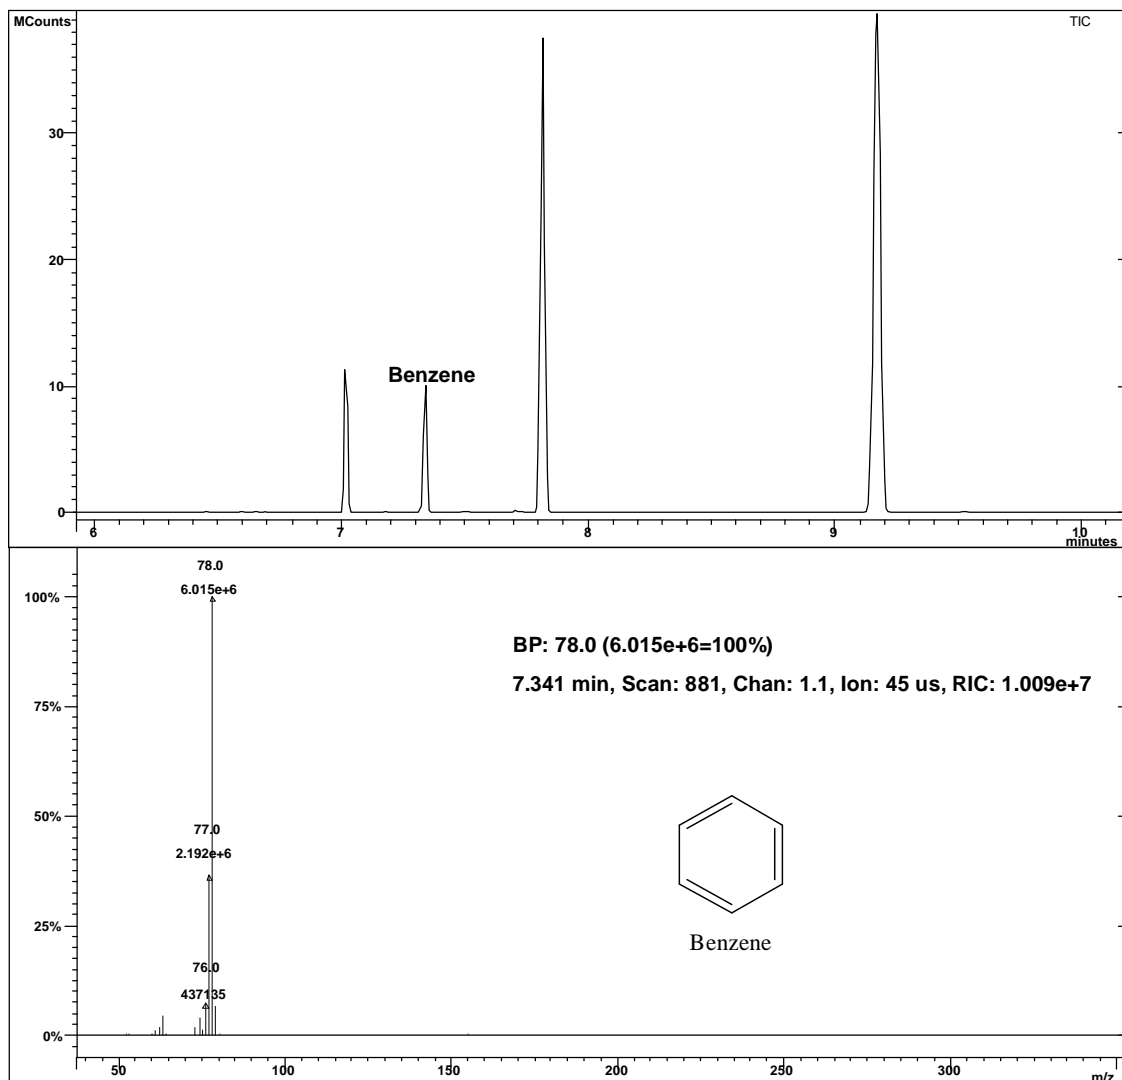 MCounts
TIC
30
20
10
0
Benzene
6 7 8 9 10
minutes
78.0
6.015e+6
100%
75%
50%
25%
0%
BP: 78.0 (6.015e+6=100%)
7.341 min, Scan: 881, Chan: 1.1, Ion: 45 us, RIC: 1.009e+7
77.0
2.192e+6
76.0
437135
Benzene
50 100 150 200 250 300
m/z